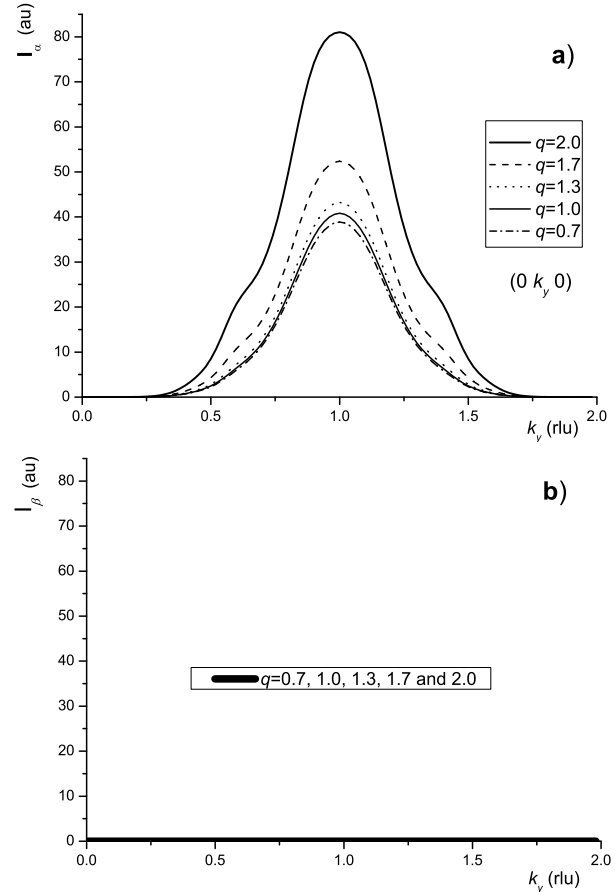 I_α (au)
a)
80
70
60
50
40
30
20
10
0
q=2.0
q=1.7
q=1.3
q=1.0
q=0.7
(0 k_y 0)
0.0 0.5 1.0 1.5 2.0
k_y (rlu)
I_β (au)
b)
80
70
60
50
40
30
20
10
0
q=0.7, 1.0, 1.3, 1.7 and 2.0
0.0 0.5 1.0 1.5 2.0
k_y (rlu)